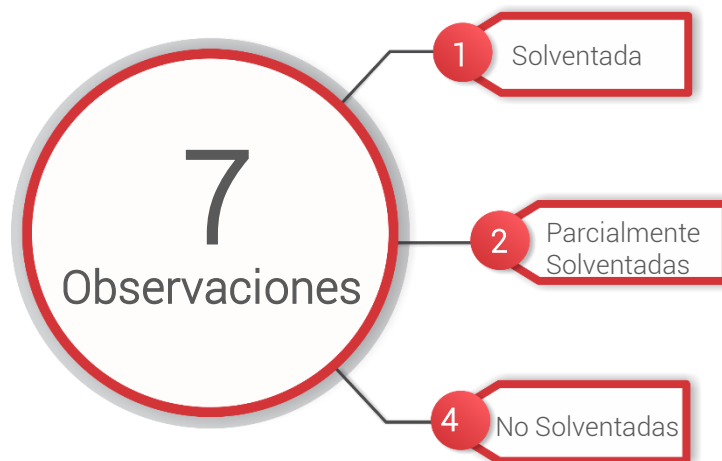 7
Observaciones
1
Solventada
2
Parcialmente
Solventadas
4
No Solventadas